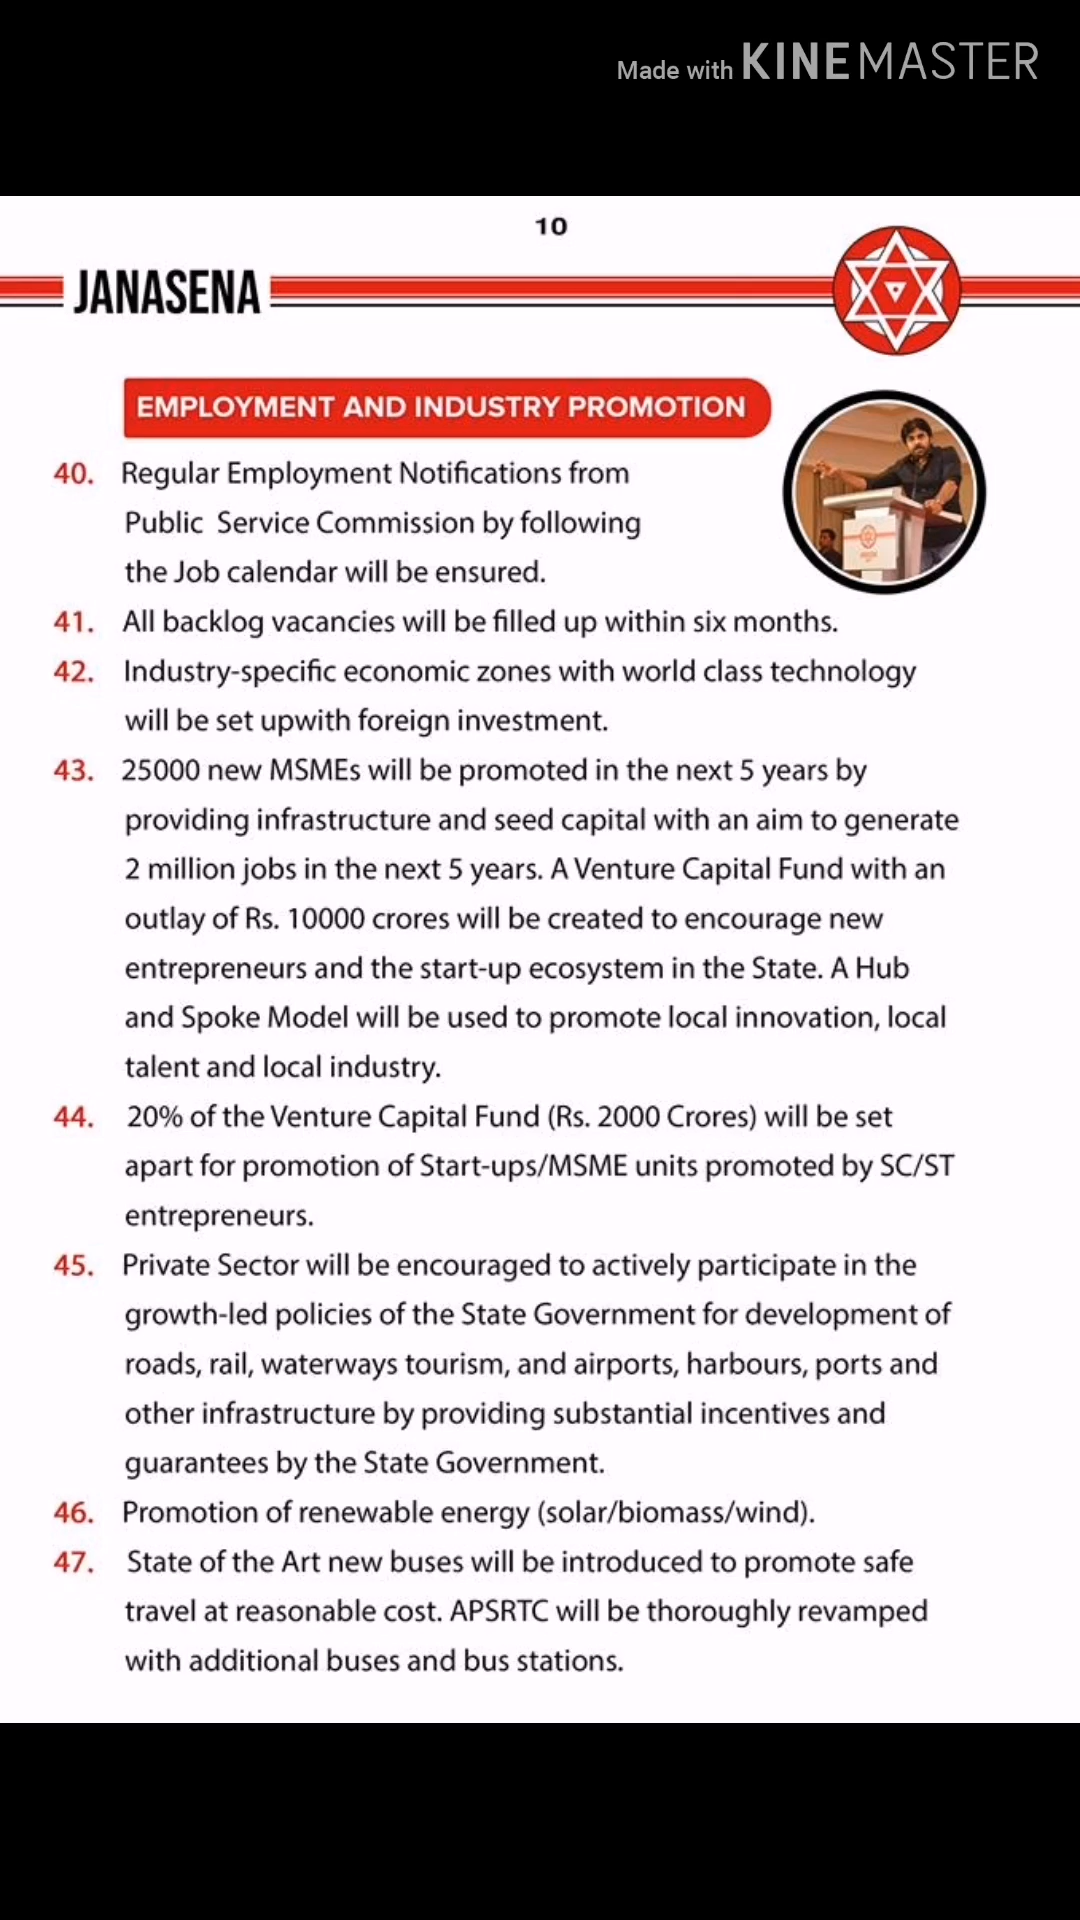 Made with KINEMASTER
10
JANASENA
EMPLOYMENT AND INDUSTRY PROMOTION
40. Regular Employment Notifications from
Public Service Commission by following
the Job calendar will be ensured.
41. All backlog vacancies will be filled up within six months.
42. Industry-specific economic zones with world class technology
will be set upwith foreign investment.
43. 25000 new MSMEs will be promoted in the next 5 years by
providing infrastructure and seed capital with an aim to generate
2 million jobs in the next 5 years. A Venture Capital Fund with an
outlay of Rs. 10000 crores will be created to encourage new
entrepreneurs and the start-up ecosystem in the State. A Hub
and Spoke Model will be used to promote local innovation, local
talent and local industry.
44. 20% of the Venture Capital Fund (Rs. 2000 Crores) will be set
apart for promotion of Start-ups/MSME units promoted by SC/ST
entrepreneurs.
45. Private Sector will be encouraged to actively participate in the
growth-led policies of the State Government for development of
roads, rail, waterways tourism, and airports, harbours, ports and
other infrastructure by providing substantial incentives and
guarantees by the State Government.
46. Promotion of renewable energy (solar/biomass/wind).
47. State of the Art new buses will be introduced to promote safe
travel at reasonable cost. APSRTC will be thoroughly revamped
with additional buses and bus stations.